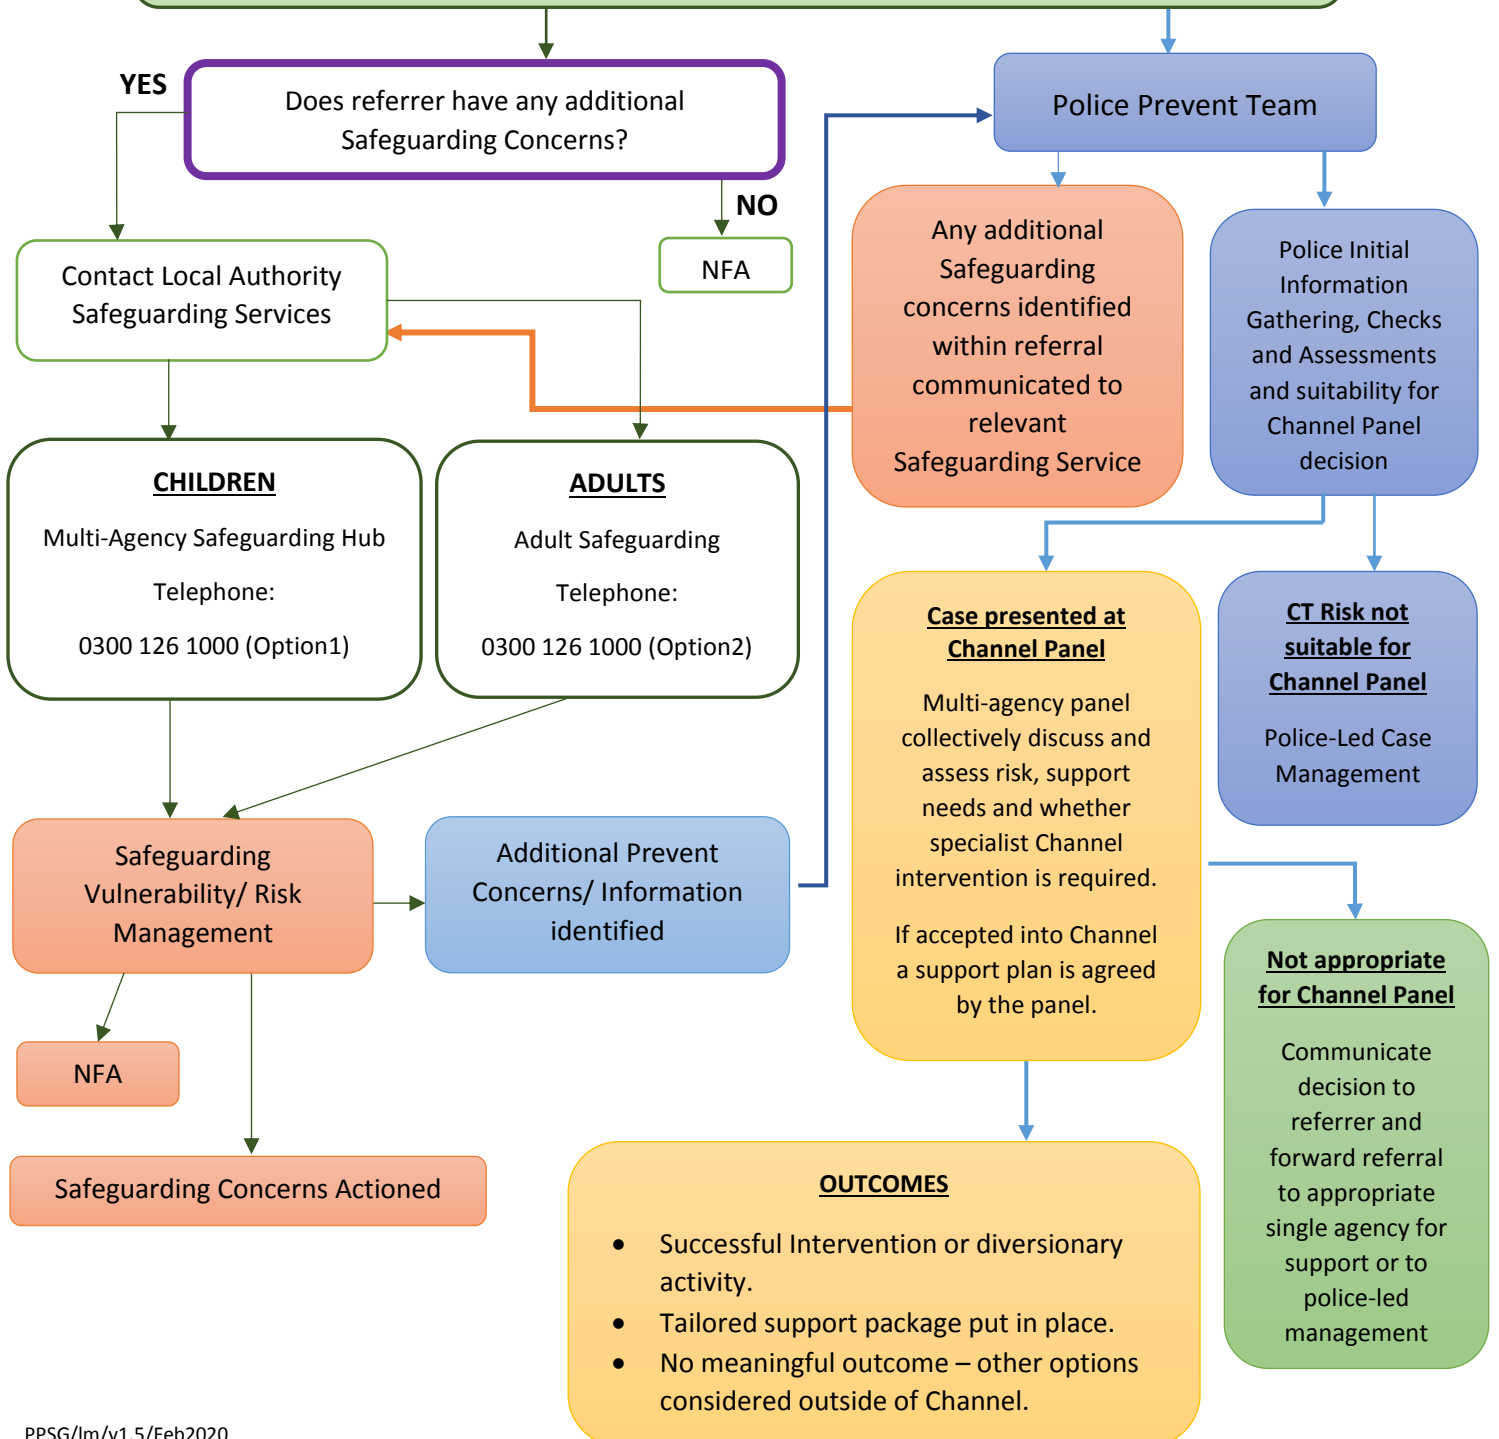 YES
Does referrer have any additional
Safeguarding Concerns?
NO
NFA
Police Prevent Team
Contact Local Authority
Safeguarding Services
Any additional
Safeguarding
concerns identified
within referral
communicated to
relevant
Safeguarding Service
Police Initial
Information
Gathering, Checks
and Assessments
and suitability for
Channel Panel
decision
CHILDREN
Multi-Agency Safeguarding Hub
Telephone:
0300 126 1000 (Option1)
ADULTS
Adult Safeguarding
Telephone:
0300 126 1000 (Option2)
Case presented at
Channel Panel
Multi-agency panel
collectively discuss and
assess risk, support
needs and whether
specialist Channel
intervention is required.
If accepted into Channel
a support plan is agreed
by the panel.
CT Risk not
suitable for
Channel Panel
Police-Led Case
Management
Safeguarding
Vulnerability/ Risk
Management
Additional Prevent
Concerns/ Information
identified
Not appropriate
for Channel Panel
Communicate
decision to
referrer and
forward referral
to appropriate
single agency for
support or to
police-led
management
NFA
Safeguarding Concerns Actioned
OUTCOMES
• Successful Intervention or diversionary
activity.
• Tailored support package put in place.
• No meaningful outcome – other options
considered outside of Channel.
PPSG/lm/v1.5/Feb2020